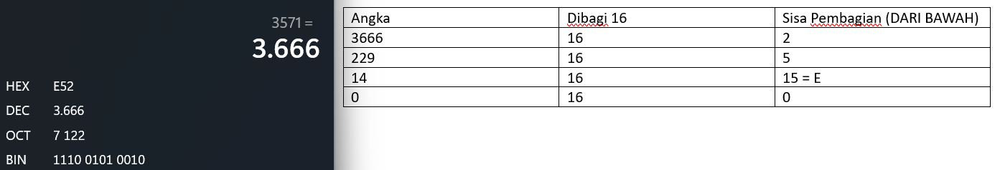 3571 =
3.666
HEX E52
DEC 3.666
OCT 7 122
BIN 1110 0101 0010
Angka Dibagi 16 Sisa Pembagian (DARI BAWAH)
3666 16 2
229 16 5
14 16 15 = E
0 16 0